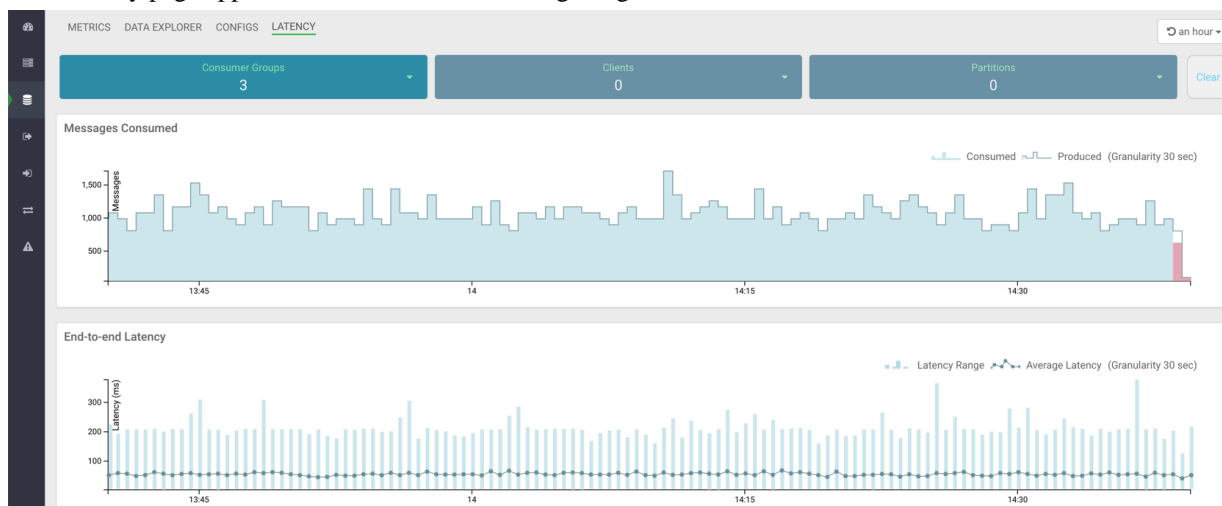 METRICS DATA EXPLORER CONFIGS LATENCY
an hour
Consumer Groups
3
Clients
0
Partitions
0
Clear
Messages Consumed
Consumed Produced (Granularity 30 sec)
Messages
1,500
1,000
500
13:45 14 14:15 14:30
End-to-end Latency
Latency Range Average Latency (Granularity 30 sec)
Latency (ms)
300
200
100
13:45 14 14:15 14:30